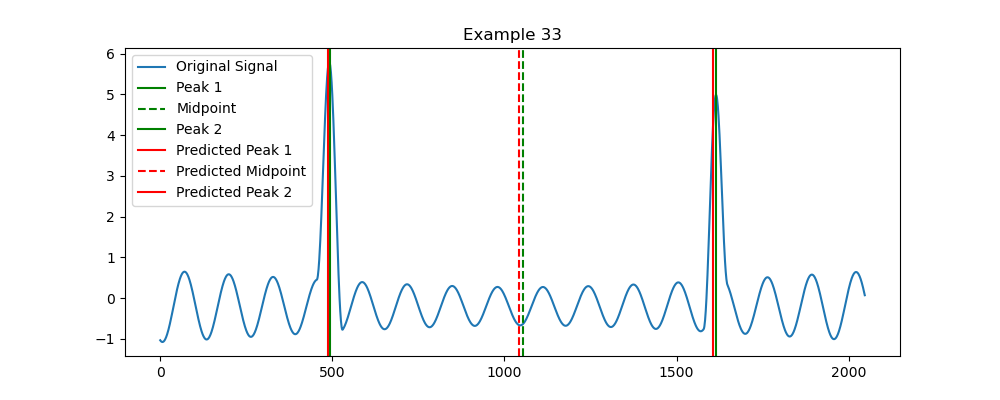 Example 33
Original Signal
Peak 1
Midpoint
Peak 2
Predicted Peak 1
Predicted Midpoint
Predicted Peak 2
6
5
4
3
2
1
0
−1
0 500 1000 1500 2000